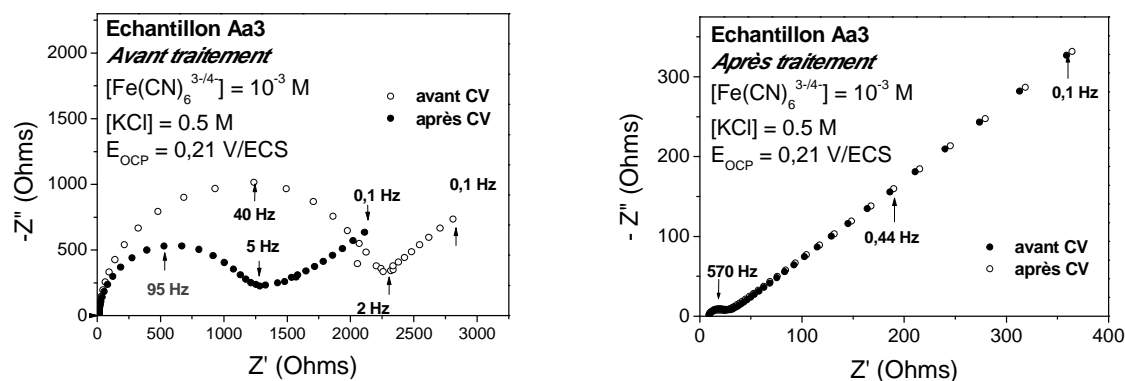 Echantillon Aa3
Avant traitement
[Fe(CN)6 3-/4-] = 10-3 M
[KCl] = 0.5 M
EOCP = 0,21 V/ECS
avant CV
après CV
2000
1500
1000
500
0
0,1 Hz
0,1 Hz
40 Hz
5 Hz
95 Hz
2 Hz
0 500 1000 1500 2000 2500 3000
-Z" (Ohms)
Z' (Ohms)
Echantillon Aa3
Après traitement
[Fe(CN)6 3-/4-] = 10-3 M
[KCl] = 0.5 M
EOCP = 0,21 V/ECS
0,1 Hz
0,44 Hz
570 Hz
avant CV
après CV
300
200
100
0
0 100 200 300 400
- Z" (Ohms)
Z' (Ohms)